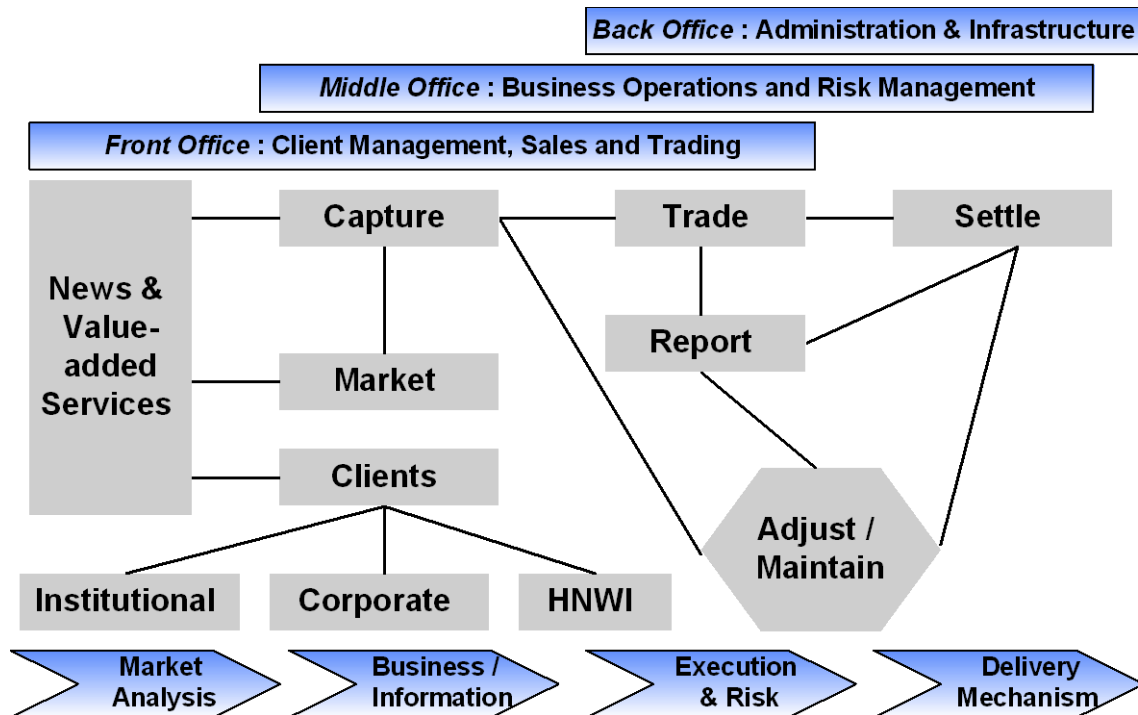 Back Office : Administration & Infrastructure
Middle Office : Business Operations and Risk Management
Front Office : Client Management, Sales and Trading
News &
Value-
added
Services
Capture
Trade
Settle
Report
Market
Clients
Adjust /
Maintain
Institutional
Corporate
HNWI
Market
Analysis
Business /
Information
Execution
& Risk
Delivery
Mechanism